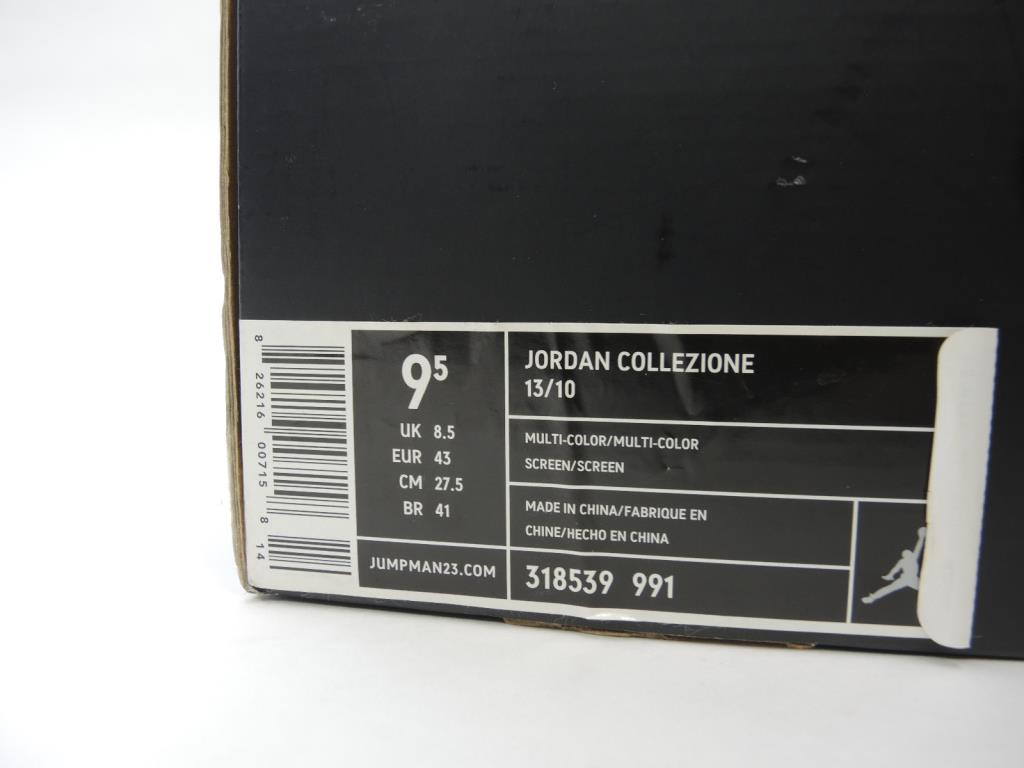 8 26216 00715 8 14
9⁵
UK 8.5
EUR 43
CM 27.5
BR 41
JUMPMAN23.COM
JORDAN COLLEZIONE
13/10
MULTI-COLOR/MULTI-COLOR
SCREEN/SCREEN
MADE IN CHINA/FABRIQUE EN
CHINE/HECHO EN CHINA
318539 991